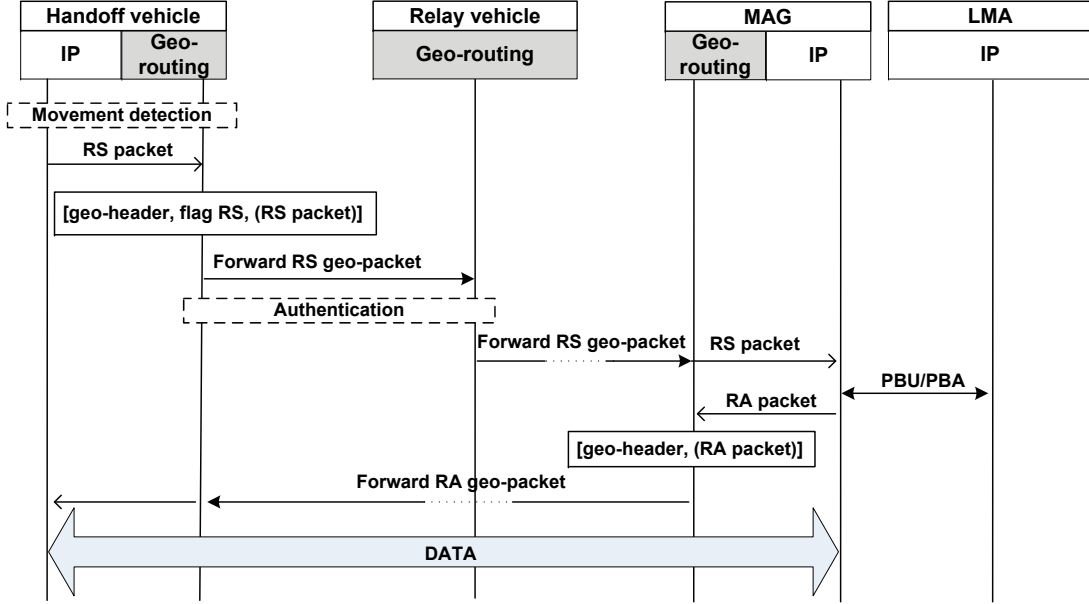 Handoff vehicle
Relay vehicle
MAG
LMA
IP
Geo-
routing
Geo-routing
Geo-
routing
IP
IP
Movement detection
RS packet
[geo-header, flag RS, (RS packet)]
Forward RS geo-packet
Authentication
Forward RS geo-packet
RS packet
PBU/PBA
RA packet
[geo-header, (RA packet)]
Forward RA geo-packet
DATA